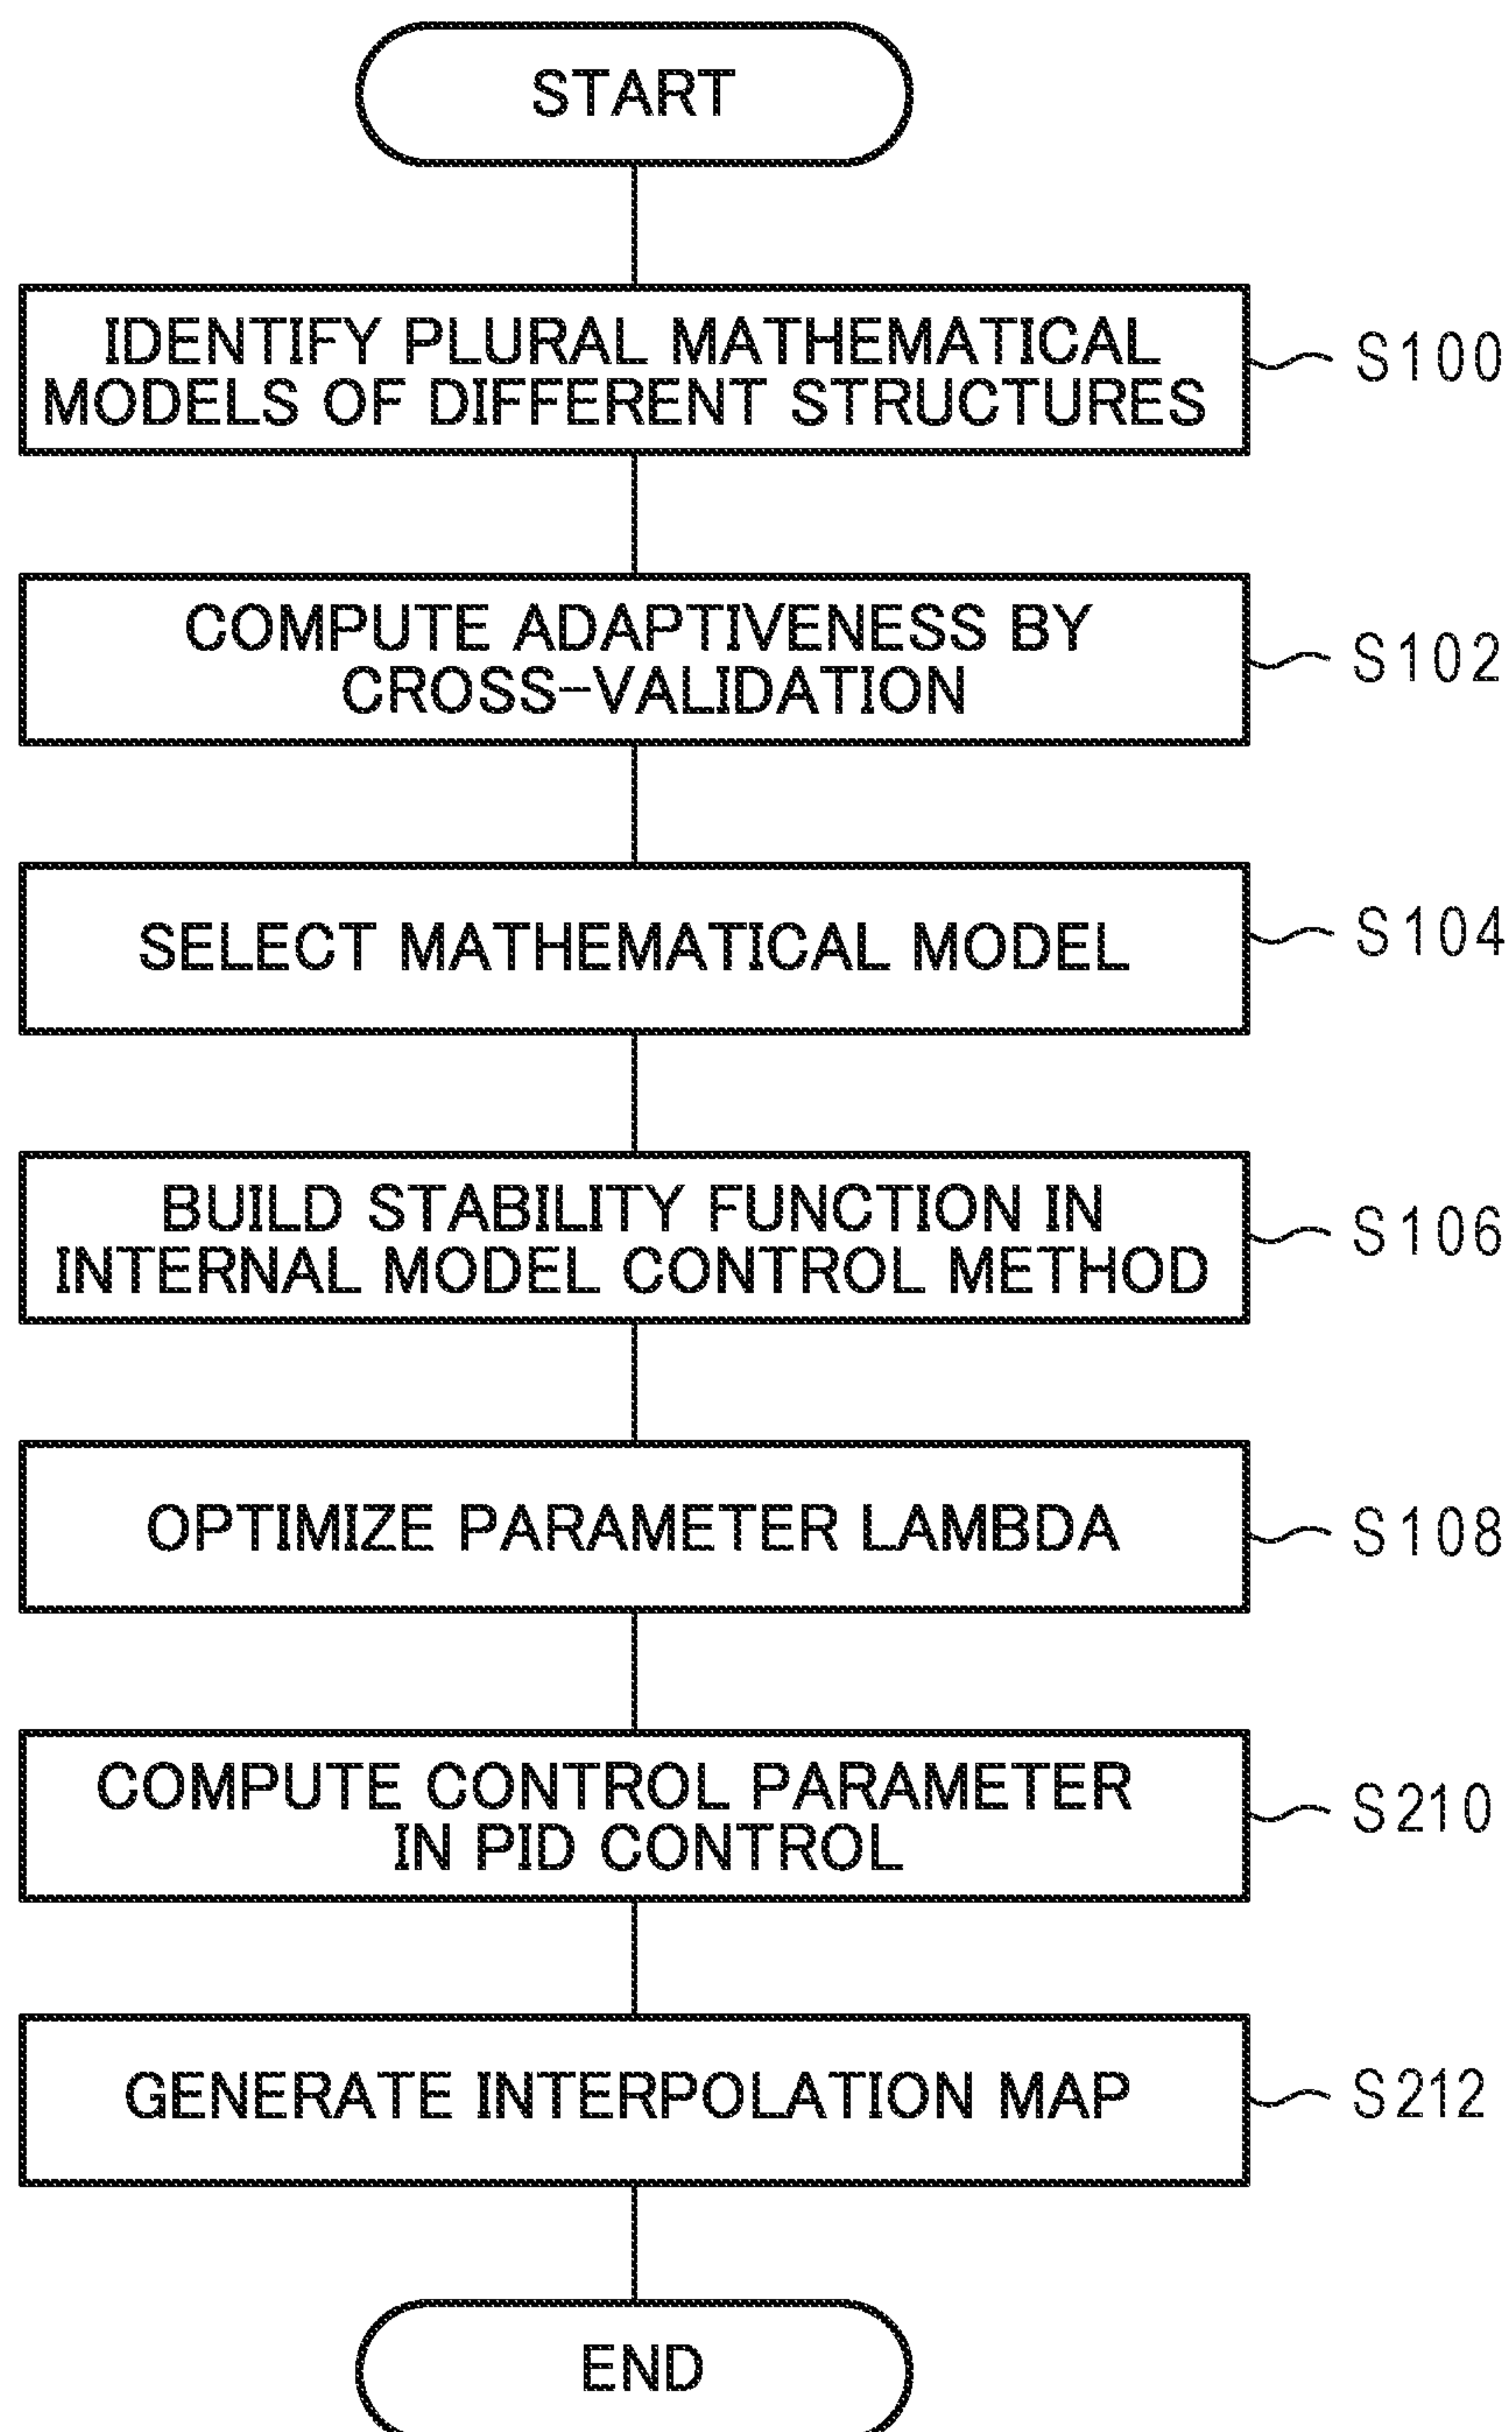 START
IDENTIFY PLURAL MATHEMATICAL
MODELS OF DIFFERENT STRUCTURES
S100
COMPUTE ADAPTIVENESS BY
CROSS-VALIDATION
S102
SELECT MATHEMATICAL MODEL
S104
BUILD STABILITY FUNCTION IN
INTERNAL MODEL CONTROL METHOD
S106
OPTIMIZE PARAMETER LAMBDA
S108
COMPUTE CONTROL PARAMETER
IN PID CONTROL
S210
GENERATE INTERPOLATION MAP
S212
END